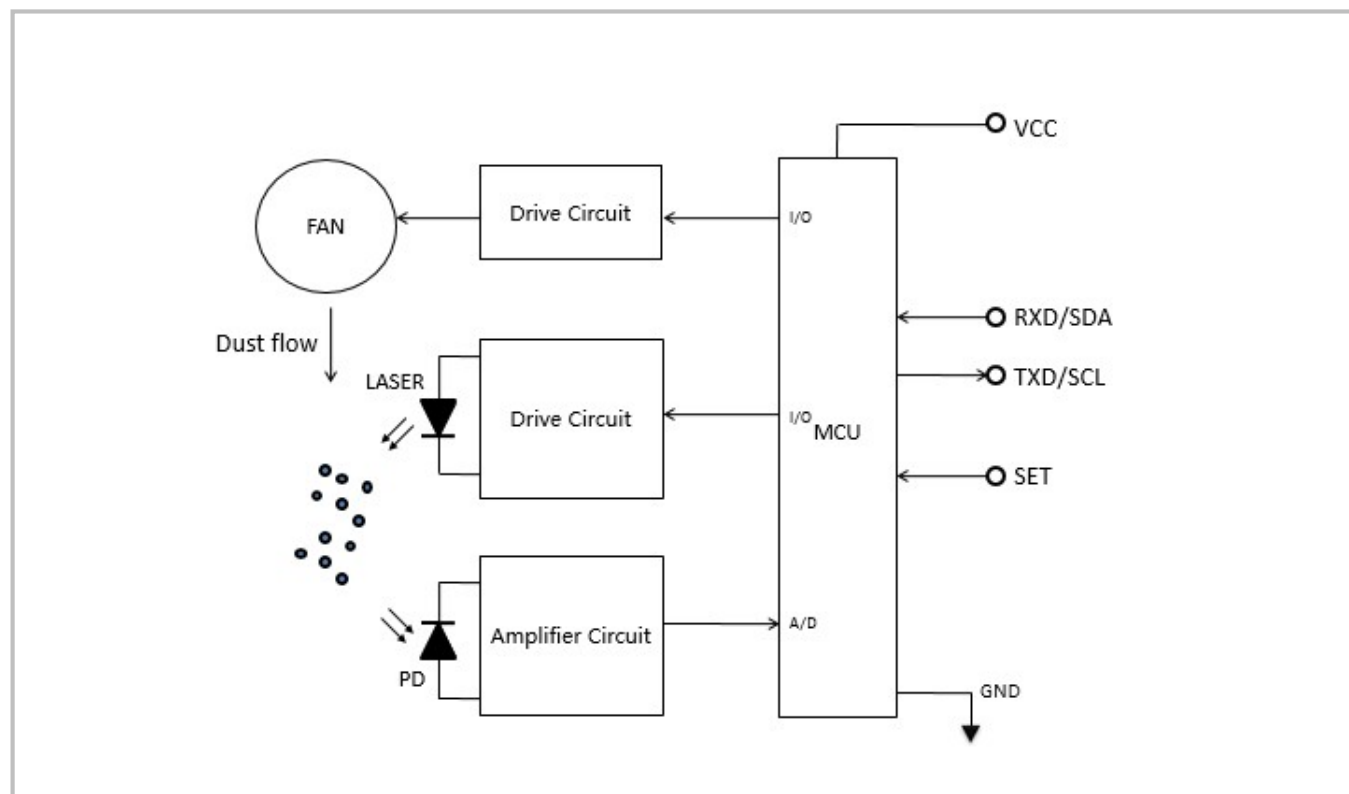 VCC
FAN
Drive Circuit
I/O
RXD/SDA
Dust flow
LASER
TXD/SCL
Drive Circuit
I/O
MCU
SET
Amplifier Circuit
A/D
PD
GND